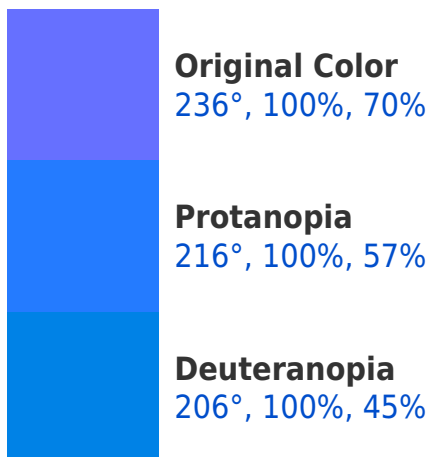 Original Color
236°, 100%, 70%
Protanopia
216°, 100%, 57%
Deuteranopia
206°, 100%, 45%